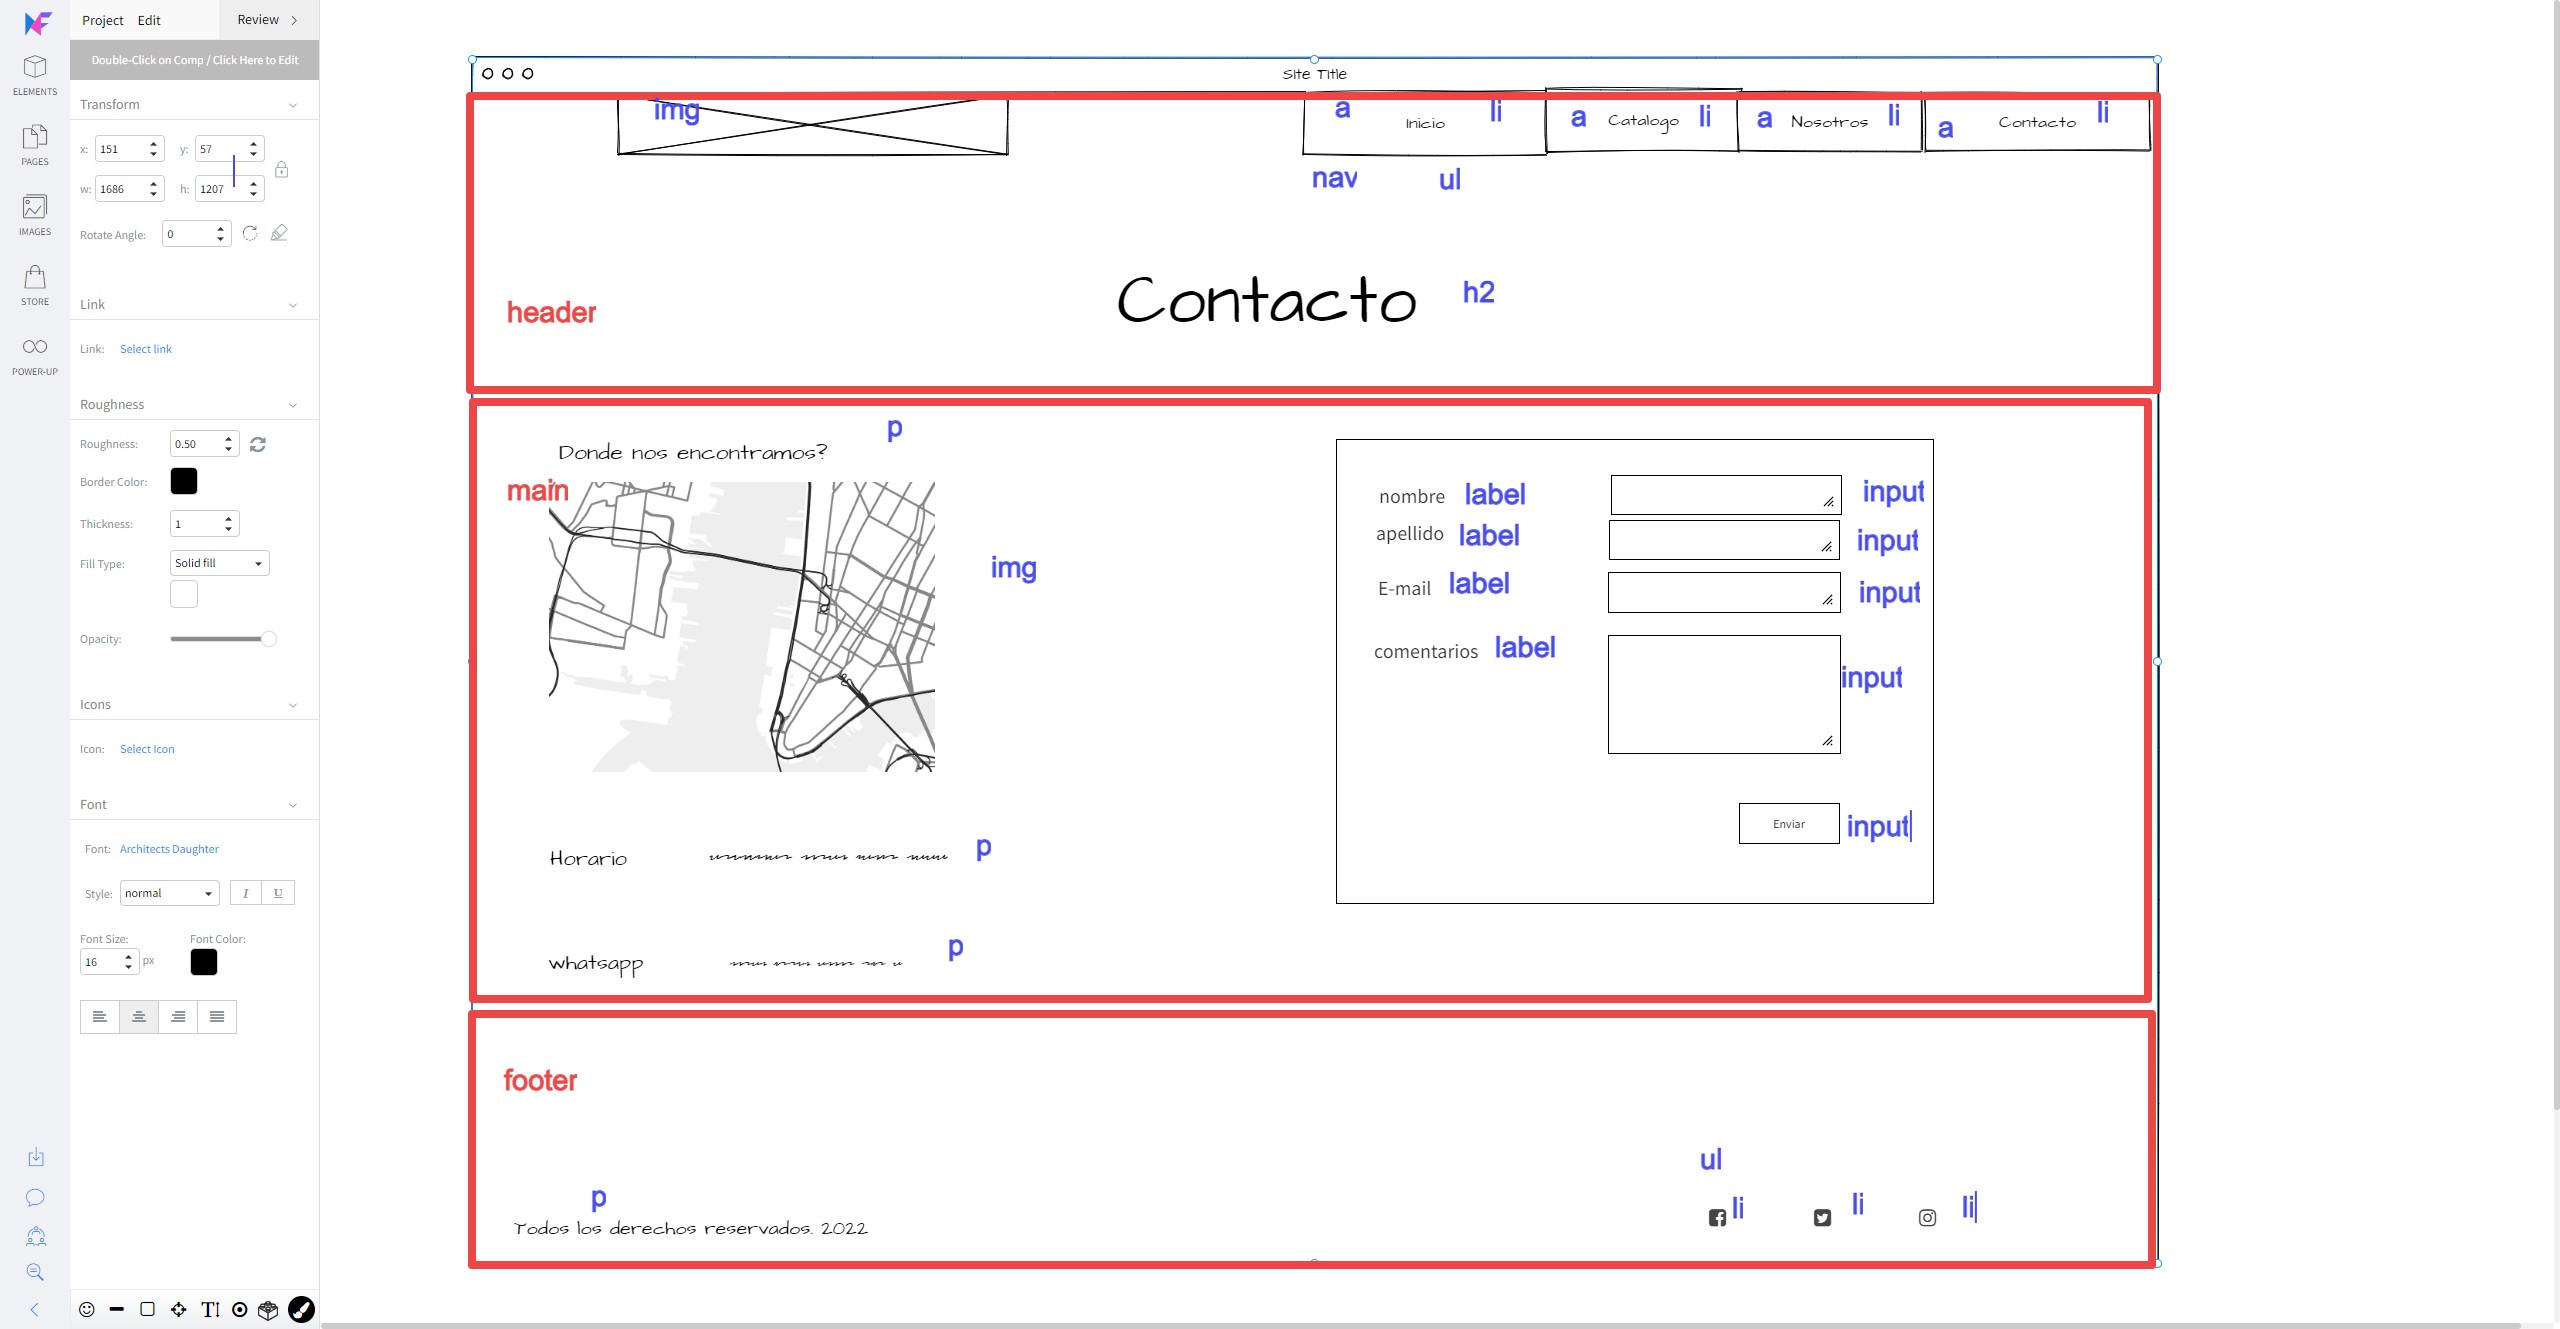 Project Edit Review
Double-Click on Comp / Click Here to Edit
ELEMENTS
PAGES
IMAGES
STORE
POWER-UP
Transform
x: 151 y: 57
w: 1686 h: 1207
Rotate Angle: 0
Link
Link: Select link
Roughness
Roughness: 0.50
Border Color:
Thickness: 1
Fill Type: Solid fill
Opacity:
Icons
Icon: Select Icon
Font
Font: Architects Daughter
Style: normal I U
Font Size: Font Color:
16 px
Site Title
img
a Inicio li
a Catalogo li
a Nosotros li
a Contacto li
nav ul
Contacto h2
header
p
Donde nos encontramos?
main
img
nombre label input
apellido label input
E-mail label input
comentarios label input
Enviar input
Horario p
whatsapp p
footer
p
Todos los derechos reservados. 2022
ul
li li li